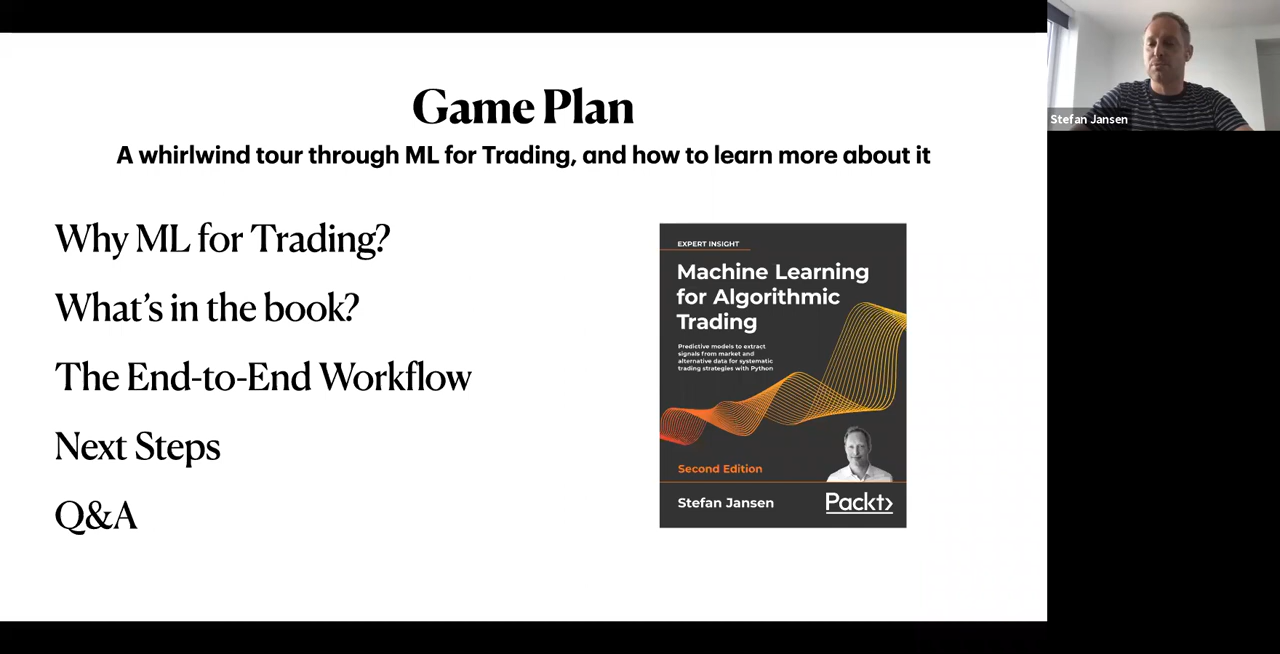 Game Plan
A whirlwind tour through ML for Trading, and how to learn more about it
Why ML for Trading?
What's in the book?
The End-to-End Workflow
Next Steps
Q&A
EXPERT INSIGHT
Machine Learning
for Algorithmic
Trading
Predictive models to extract
signals from market and
alternative data for systematic
trading strategies with Python
Second Edition
Stefan Jansen
Packt>
Stefan Jansen